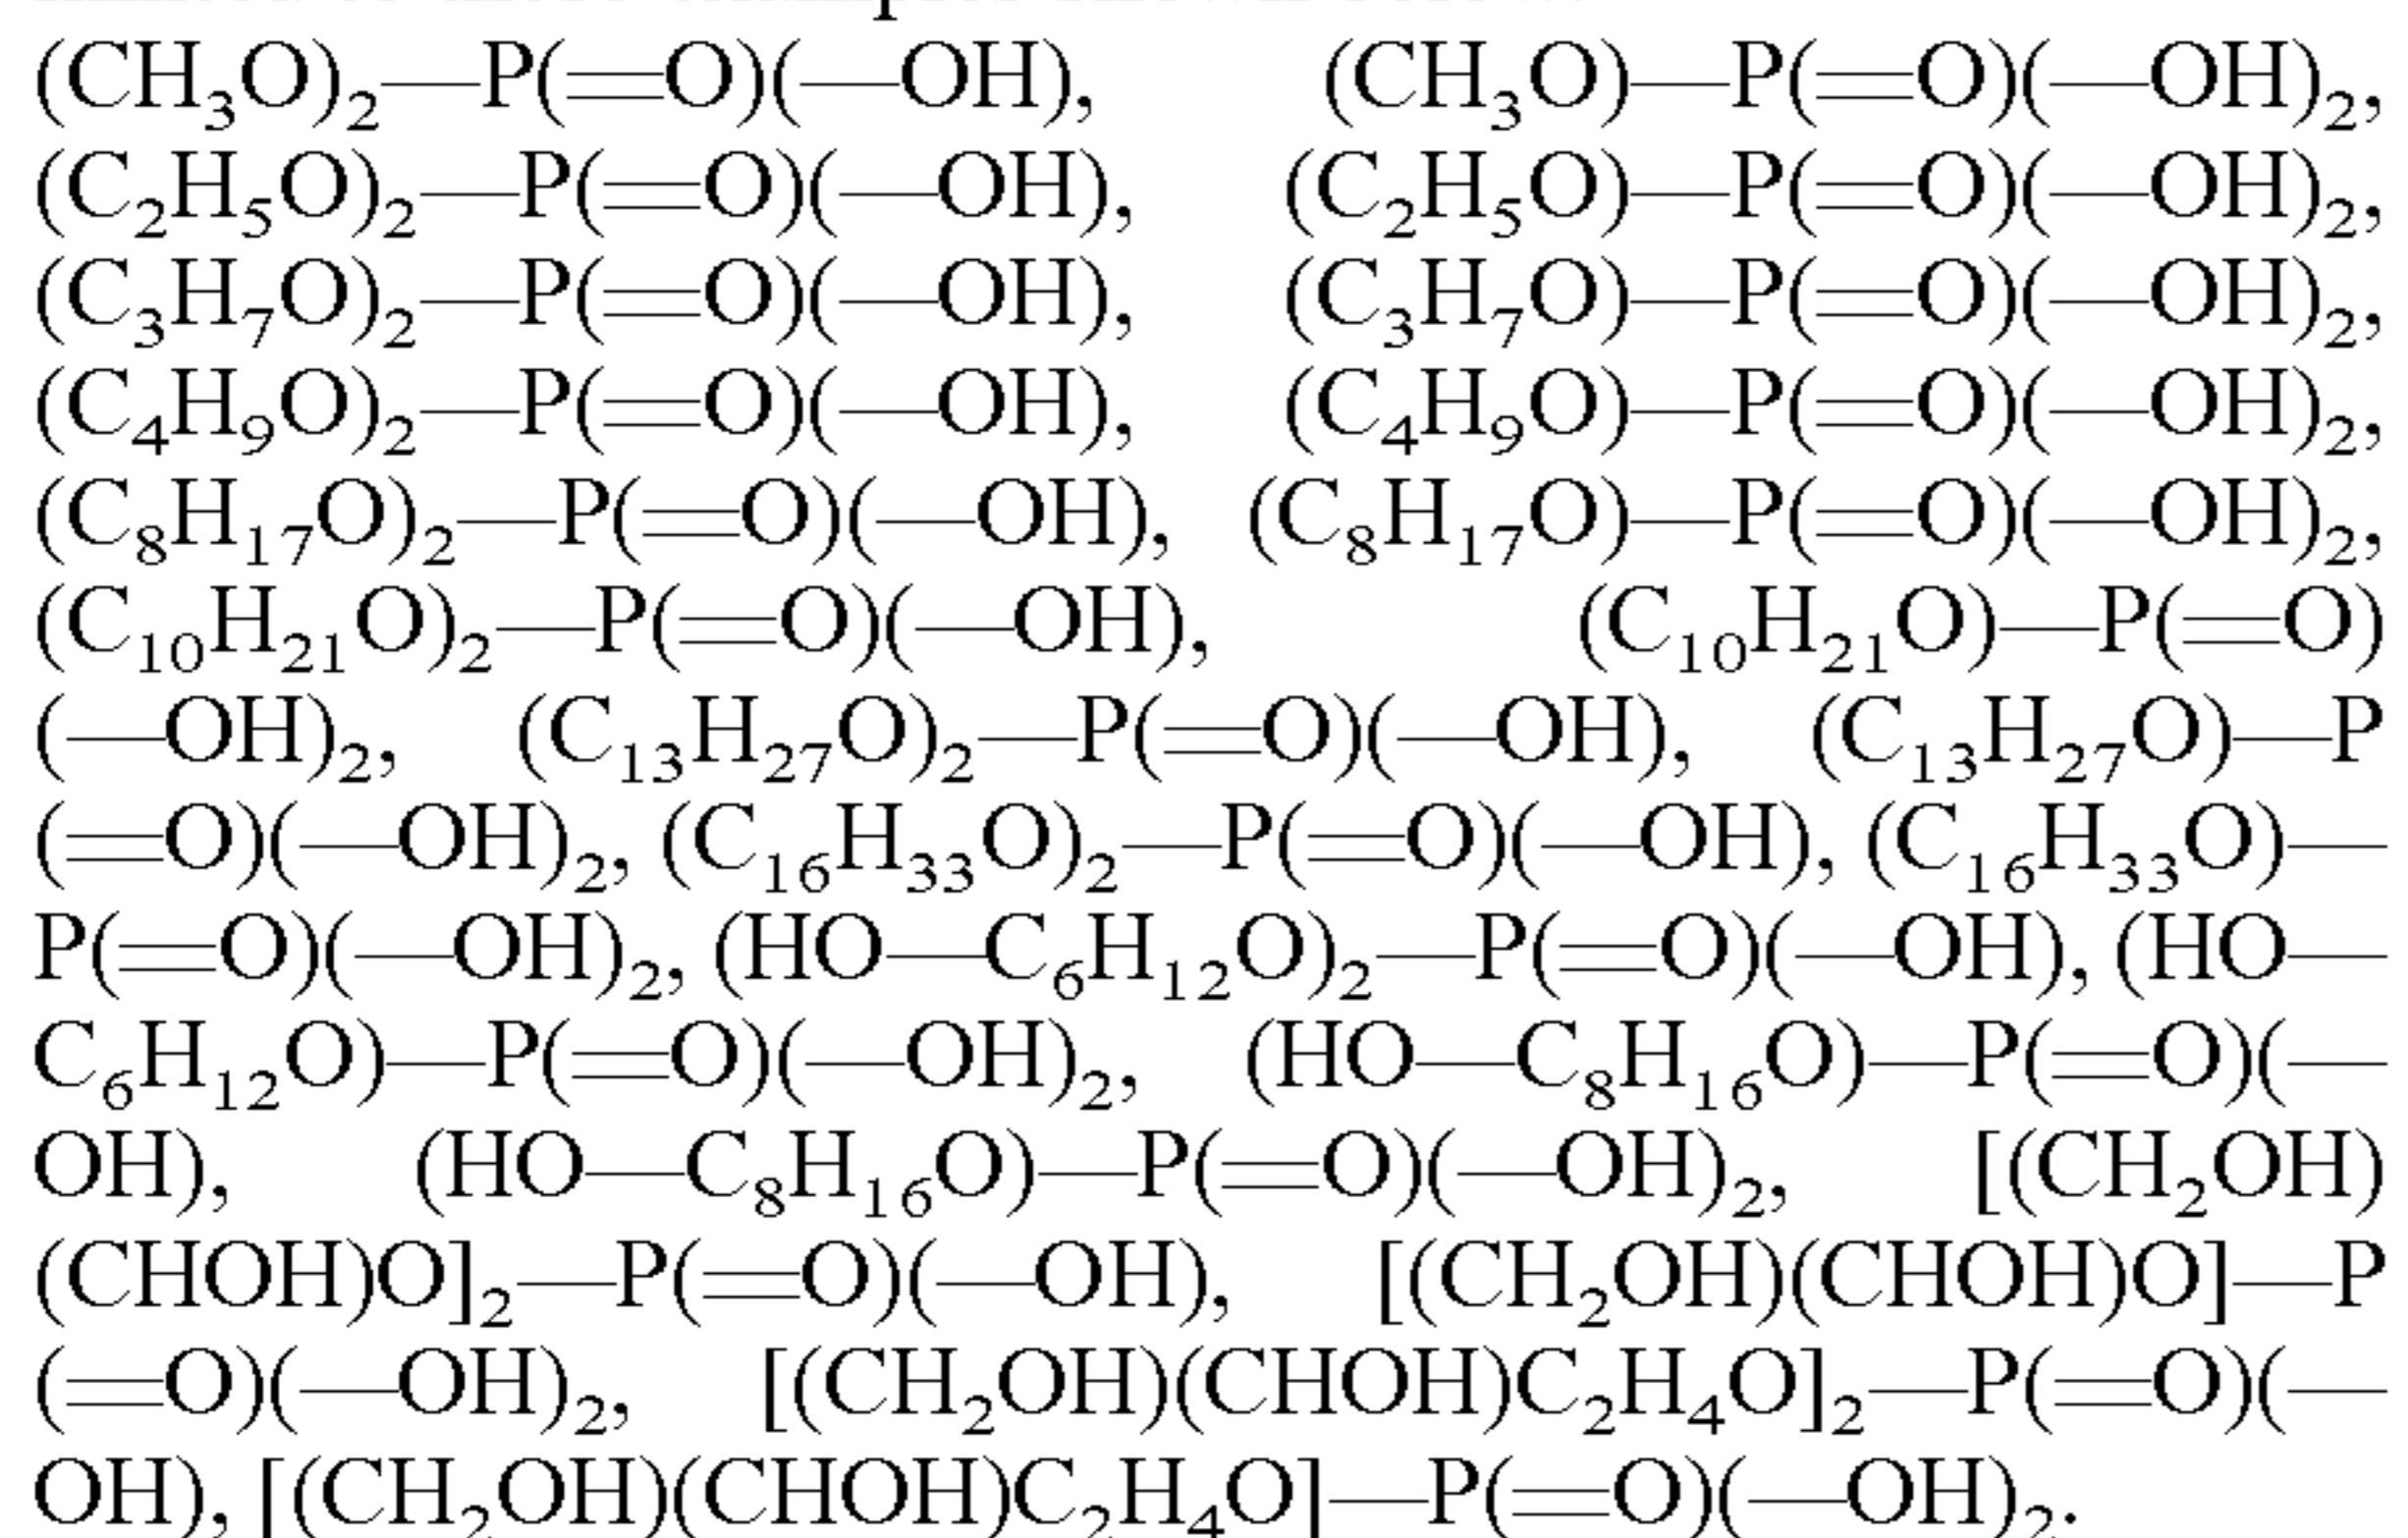 (CH₃O)₂—P(=O)(—OH), (CH₃O)—P(=O)(—OH)₂,
(C₂H₅O)₂—P(=O)(—OH), (C₂H₅O)—P(=O)(—OH)₂,
(C₃H₇O)₂—P(=O)(—OH), (C₃H₇O)—P(=O)(—OH)₂,
(C₄H₉O)₂—P(=O)(—OH), (C₄H₉O)—P(=O)(—OH)₂,
(C₈H₁₇O)₂—P(=O)(—OH), (C₈H₁₇O)—P(=O)(—OH)₂,
(C₁₀H₂₁O)₂—P(=O)(—OH), (C₁₀H₂₁O)—P(=O)
(—OH)₂, (C₁₃H₂₇O)₂—P(=O)(—OH), (C₁₃H₂₇O)—P
(=O)(—OH)₂, (C₁₆H₃₃O)₂—P(=O)(—OH), (C₁₆H₃₃O)—
P(=O)(—OH)₂, (HO—C₆H₁₂O)₂—P(=O)(—OH), (HO—
C₆H₁₂O)—P(=O)(—OH)₂, (HO—C₈H₁₆O)—P(=O)(—
OH), (HO—C₈H₁₆O)—P(=O)(—OH)₂, [(CH₂OH)
(CHOH)O]₂—P(=O)(—OH), [(CH₂OH)(CHOH)O]—P
(=O)(—OH)₂, [(CH₂OH)(CHOH)C₂H₄O]₂—P(=O)(—
OH), [(CH₂OH)(CHOH)C₂H₄O]—P(=O)(—OH)₂.